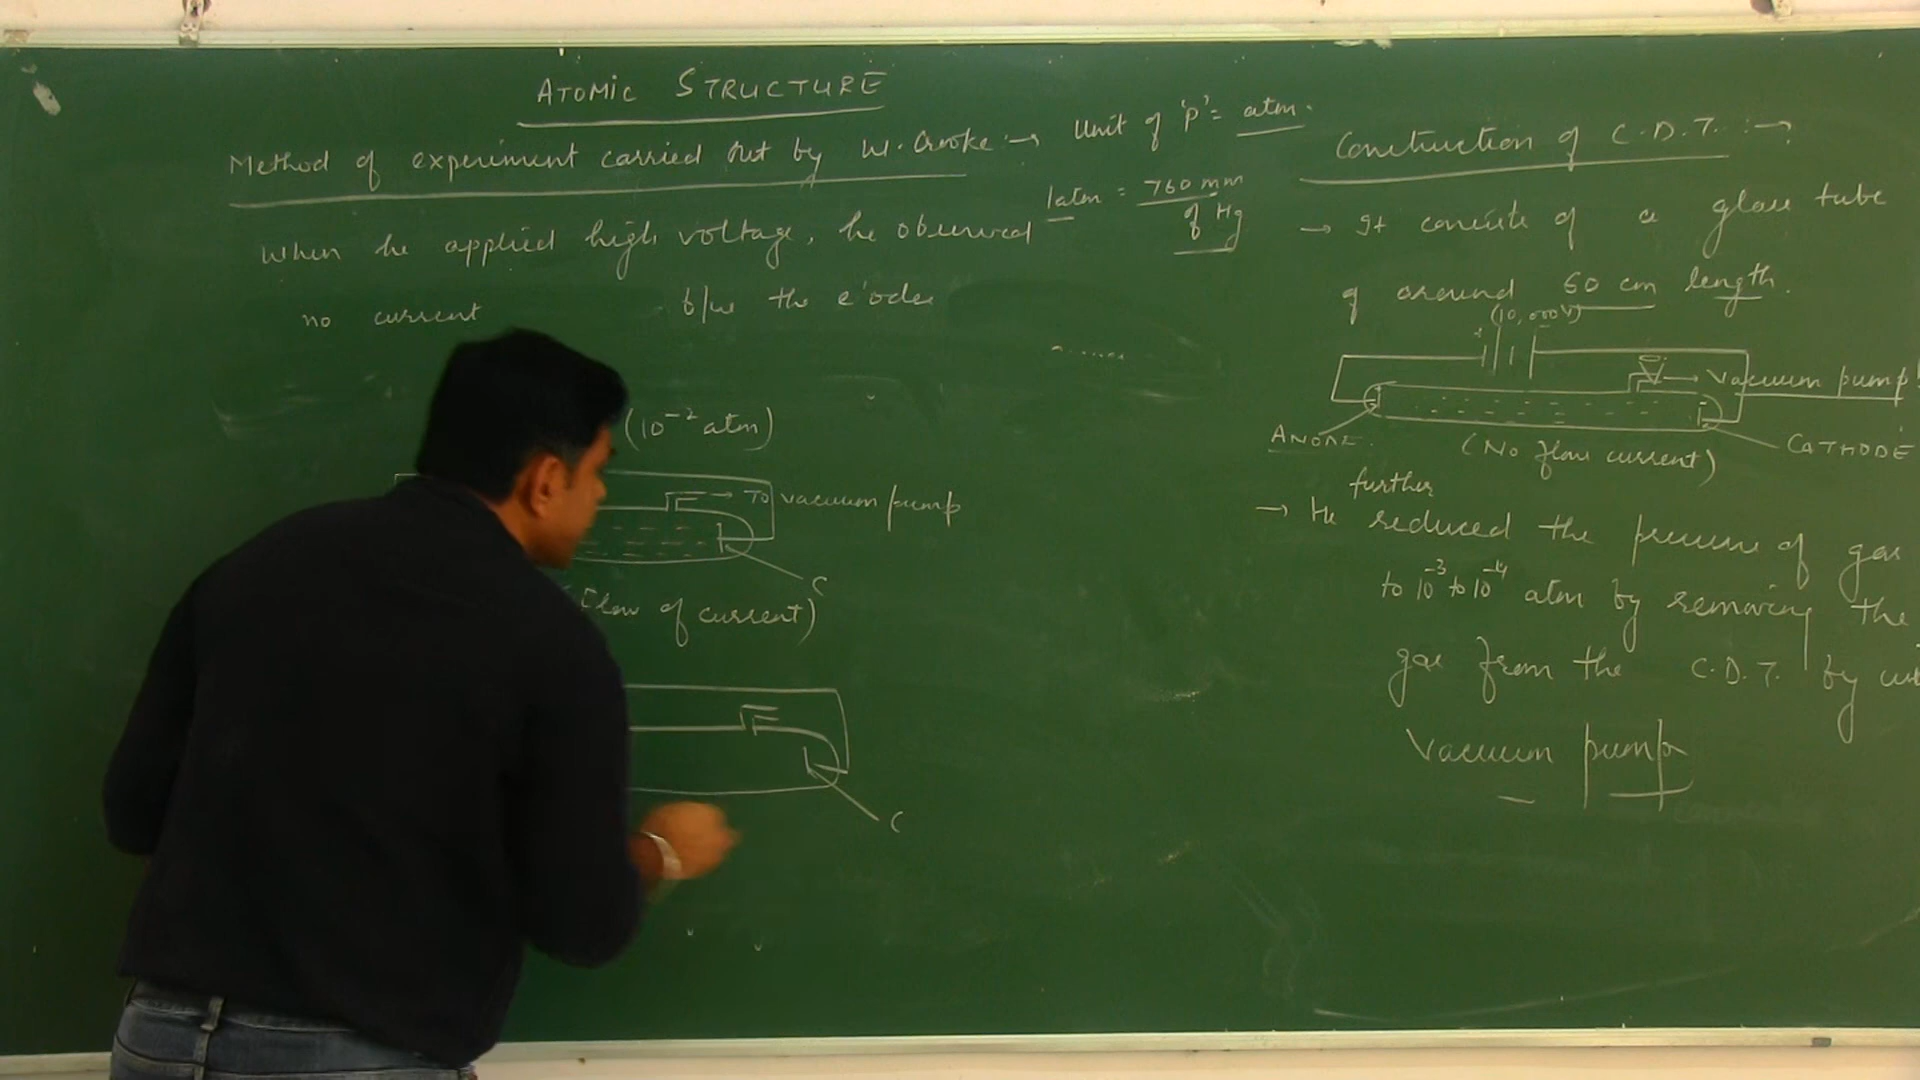 ATOMIC STRUCTURE
Method of experiment carried out by W. Crooke :→
When he applied high voltage, he observed
no current b/w the e'odes
(10⁻² atm)
→ To vacuum pump
C
(Flow of current)
C
Unit of 'P' = atm.
1atm = 760 mm
of Hg
Construction of C.D.T. :→
→ It consists of a glass tube
of around 60 cm length.
(10,000V)
→ Vacuum pump
ANODE.
CATHODE
(No flow current)
further
→ He reduced the pressure of gas
to 10⁻³ to 10⁻⁴ atm by removing the
gas from the C.D.T. by
Vacuum pump